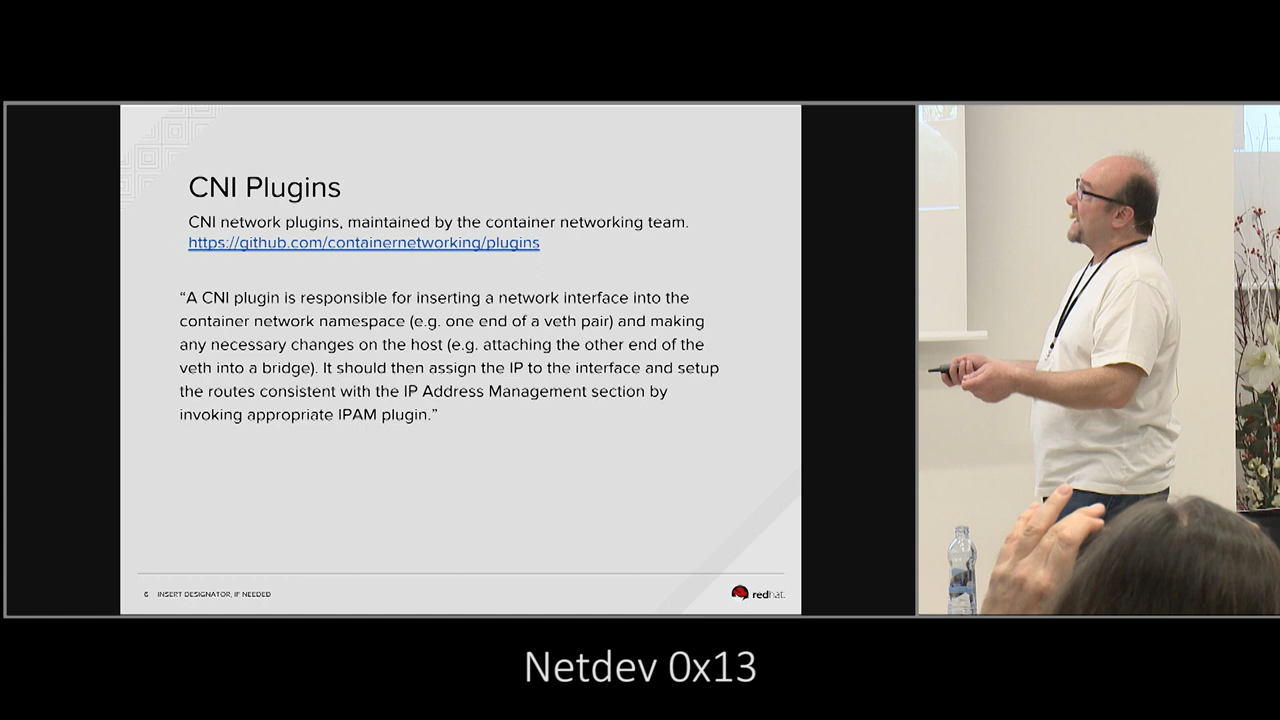 CNI Plugins
CNI network plugins, maintained by the container networking team.
https://github.com/containernetworking/plugins
“A CNI plugin is responsible for inserting a network interface into the
container network namespace (e.g. one end of a veth pair) and making
any necessary changes on the host (e.g. attaching the other end of the
veth into a bridge). It should then assign the IP to the interface and setup
the routes consistent with the IP Address Management section by
invoking appropriate IPAM plugin.”
6 INSERT DESIGNATOR, IF NEEDED
redhat.
Netdev 0x13